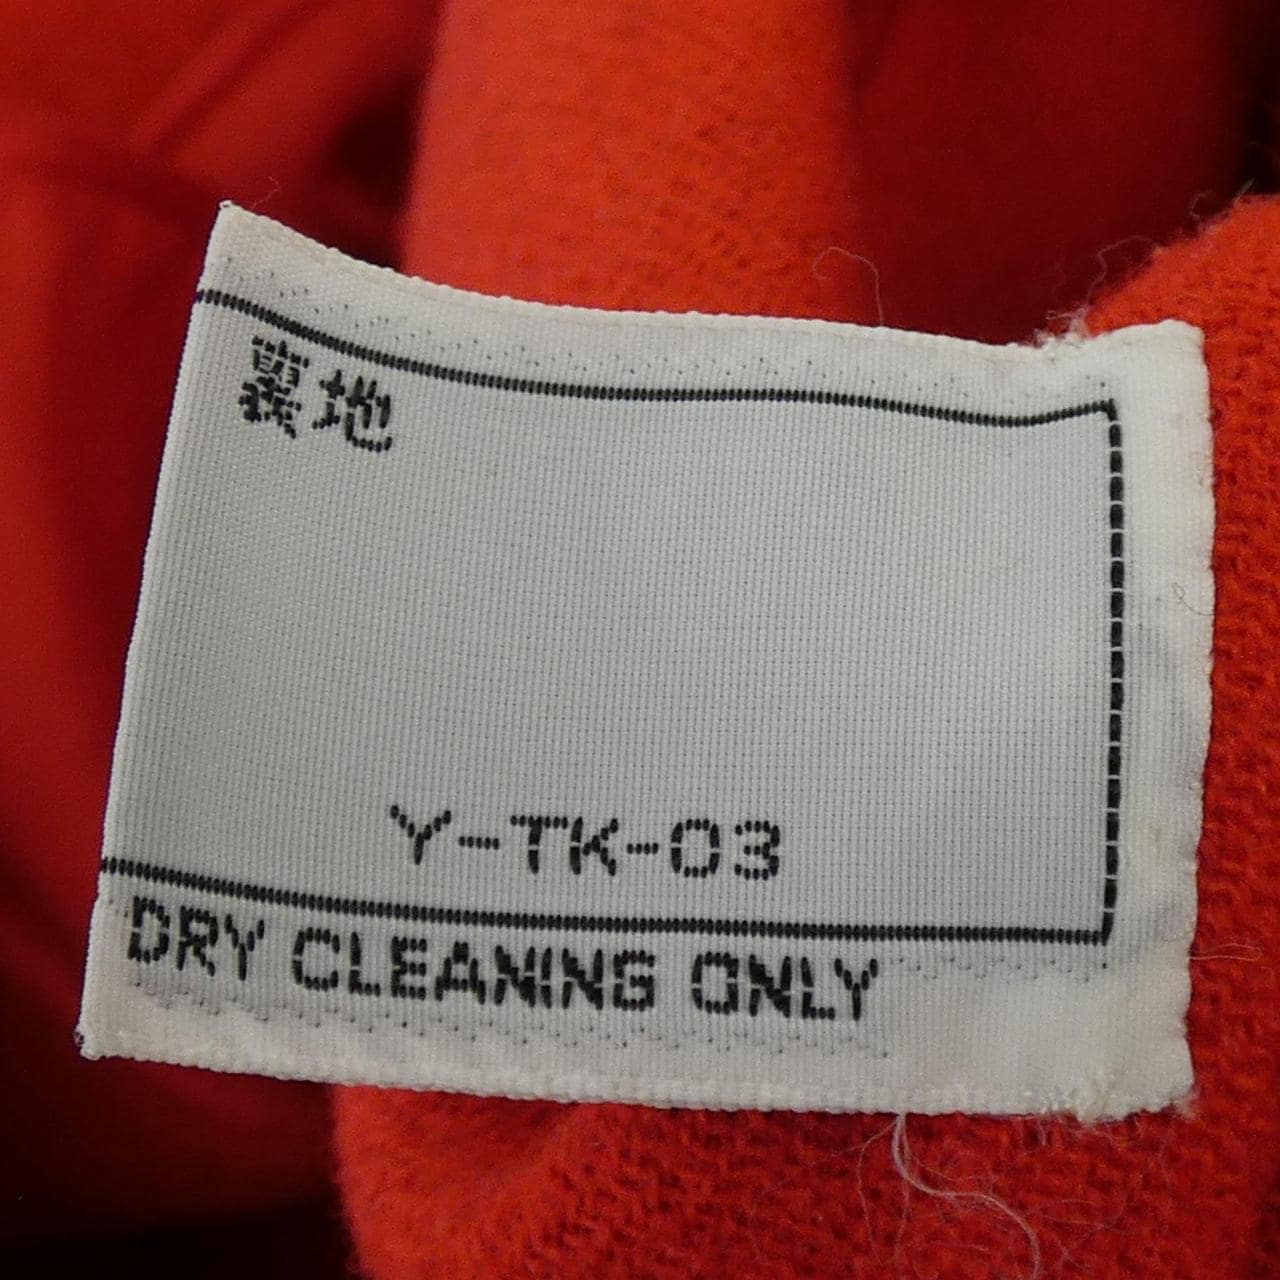 裏地
Y-TK-03
DRY CLEANING ONLY